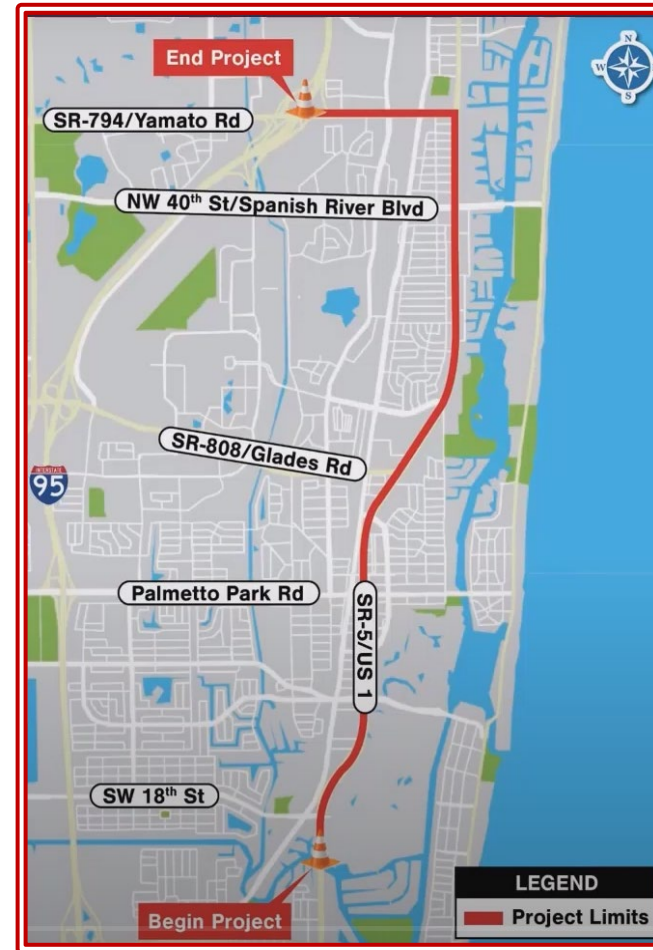 End Project
N
W
E
S
SR-794/Yamato Rd
NW 40th St/Spanish River Blvd
SR-808/Glades Rd
INTERSTATE
95
Palmetto Park Rd
SR-5/US 1
SW 18th St
Begin Project
LEGEND
Project Limits